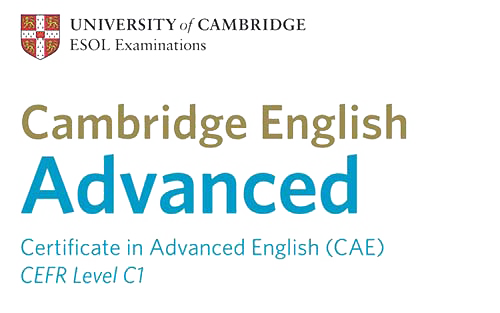 UNIVERSITY of CAMBRIDGE
ESOL Examinations
Cambridge English
Advanced
Certificate in Advanced English (CAE)
CEFR Level C1